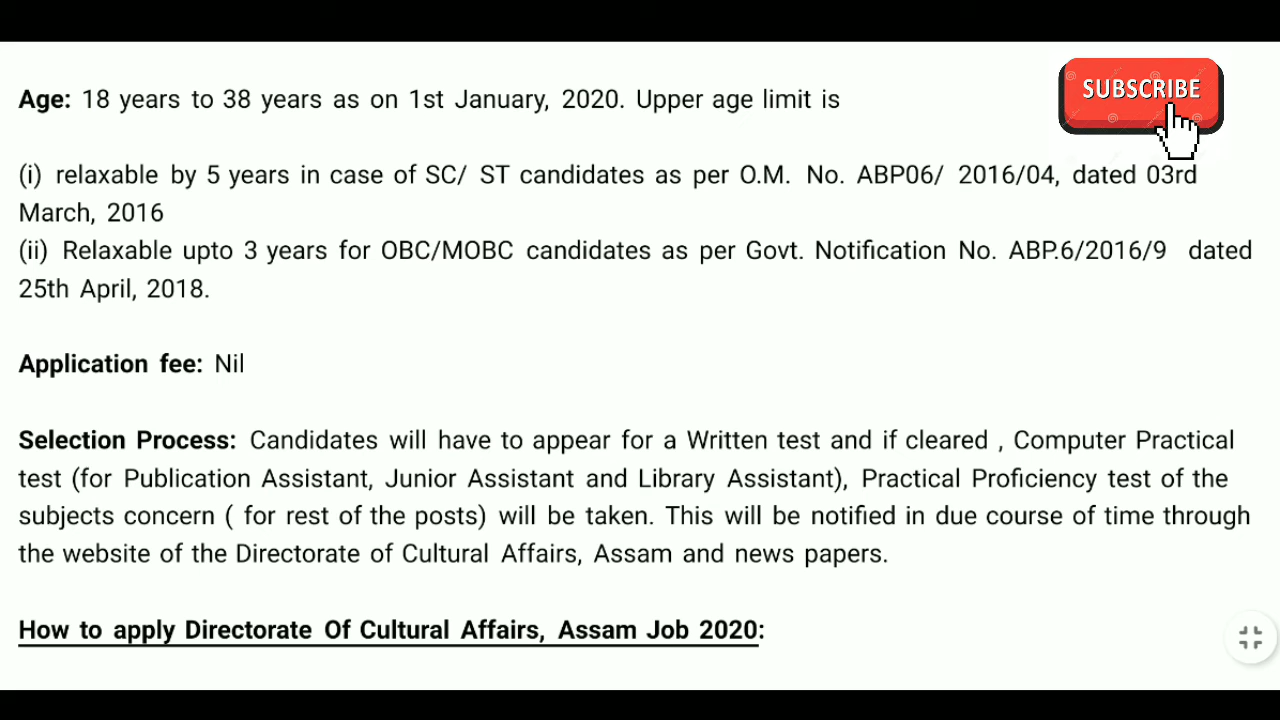 SUBSCRIBE
Age: 18 years to 38 years as on 1st January, 2020. Upper age limit is
(i) relaxable by 5 years in case of SC/ ST candidates as per O.M. No. ABP06/ 2016/04, dated 03rd
March, 2016
(ii) Relaxable upto 3 years for OBC/MOBC candidates as per Govt. Notification No. ABP.6/2016/9 dated
25th April, 2018.
Application fee: Nil
Selection Process: Candidates will have to appear for a Written test and if cleared , Computer Practical
test (for Publication Assistant, Junior Assistant and Library Assistant), Practical Proficiency test of the
subjects concern ( for rest of the posts) will be taken. This will be notified in due course of time through
the website of the Directorate of Cultural Affairs, Assam and news papers.
How to apply Directorate Of Cultural Affairs, Assam Job 2020: